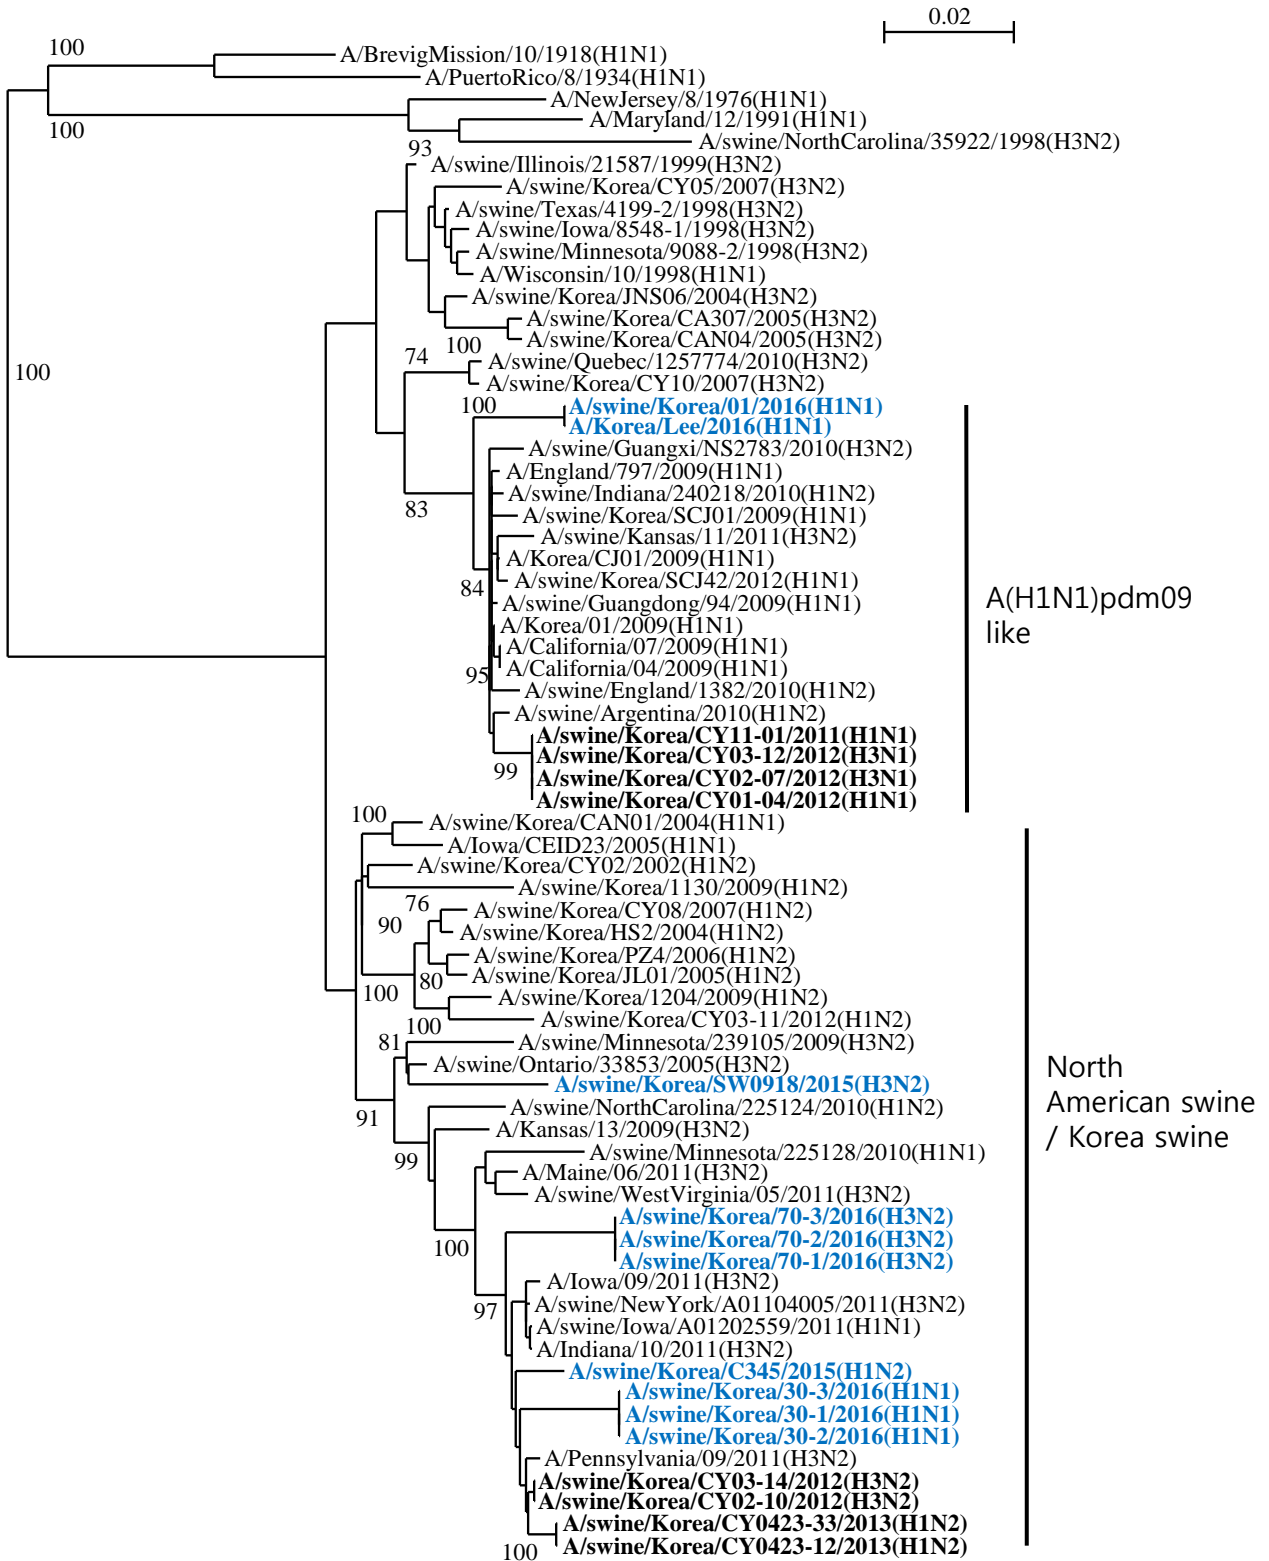 0.02
100
A/BrevigMission/10/1918(H1N1)
A/PuertoRico/8/1934(H1N1)
A/NewJersey/8/1976(H1N1)
A/Maryland/12/1991(H1N1)
100
A/swine/NorthCarolina/35922/1998(H3N2)
93
A/swine/Illinois/21587/1999(H3N2)
A/swine/Korea/CY05/2007(H3N2)
A/swine/Texas/4199-2/1998(H3N2)
A/swine/Iowa/8548-1/1998(H3N2)
A/swine/Minnesota/9088-2/1998(H3N2)
A/Wisconsin/10/1998(H1N1)
A/swine/Korea/JNS06/2004(H3N2)
A/swine/Korea/CA307/2005(H3N2)
A/swine/Korea/CAN04/2005(H3N2)
100
74
A/swine/Quebec/1257774/2010(H3N2)
100
A/swine/Korea/CY10/2007(H3N2)
100
A/swine/Korea/01/2016(H1N1)
A/Korea/Lee/2016(H1N1)
A/swine/Guangxi/NS2783/2010(H3N2)
A/England/797/2009(H1N1)
A/swine/Indiana/240218/2010(H1N2)
83
A/swine/Korea/SCJ01/2009(H1N1)
A/swine/Kansas/11/2011(H3N2)
A/Korea/CJ01/2009(H1N1)
A/swine/Korea/SCJ42/2012(H1N1)
84
A/swine/Guangdong/94/2009(H1N1)
A(H1N1)pdm09
like
A/Korea/01/2009(H1N1)
A/California/07/2009(H1N1)
A/California/04/2009(H1N1)
95
A/swine/England/1382/2010(H1N2)
A/swine/Argentina/2010(H1N2)
A/swine/Korea/CY11-01/2011(H1N1)
A/swine/Korea/CY03-12/2012(H3N1)
99
A/swine/Korea/CY02-07/2012(H3N1)
A/swine/Korea/CY01-04/2012(H1N1)
100
A/swine/Korea/CAN01/2004(H1N1)
A/Iowa/CEID23/2005(H1N1)
A/swine/Korea/CY02/2002(H1N2)
A/swine/Korea/1130/2009(H1N2)
76
A/swine/Korea/CY08/2007(H1N2)
90
A/swine/Korea/HS2/2004(H1N2)
A/swine/Korea/PZ4/2006(H1N2)
80
A/swine/Korea/JL01/2005(H1N2)
100
A/swine/Korea/1204/2009(H1N2)
A/swine/Korea/CY03-11/2012(H1N2)
100
81
A/swine/Minnesota/239105/2009(H3N2)
A/swine/Ontario/33853/2005(H3N2)
A/swine/Korea/SW0918/2015(H3N2)
North
American swine
/ Korea swine
A/swine/NorthCarolina/225124/2010(H1N2)
91
A/Kansas/13/2009(H3N2)
99
A/swine/Minnesota/225128/2010(H1N1)
A/Maine/06/2011(H3N2)
A/swine/WestVirginia/05/2011(H3N2)
A/swine/Korea/70-3/2016(H3N2)
A/swine/Korea/70-2/2016(H3N2)
100
A/swine/Korea/70-1/2016(H3N2)
A/Iowa/09/2011(H3N2)
A/swine/NewYork/A01104005/2011(H3N2)
97
A/swine/Iowa/A01202559/2011(H1N1)
A/Indiana/10/2011(H3N2)
A/swine/Korea/C345/2015(H1N2)
A/swine/Korea/30-3/2016(H1N1)
A/swine/Korea/30-1/2016(H1N1)
A/swine/Korea/30-2/2016(H1N1)
A/Pennsylvania/09/2011(H3N2)
A/swine/Korea/CY03-14/2012(H3N2)
A/swine/Korea/CY02-10/2012(H3N2)
A/swine/Korea/CY0423-33/2013(H1N2)
A/swine/Korea/CY0423-12/2013(H1N2)
100